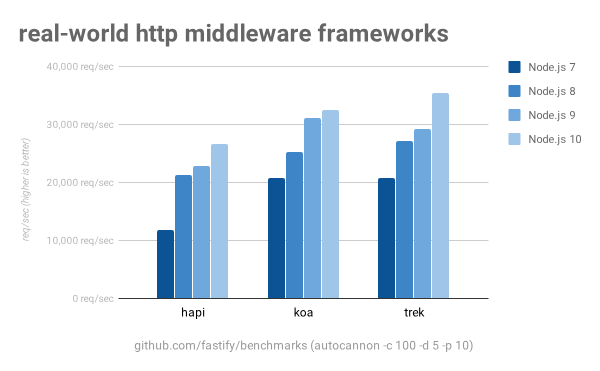 real-world http middleware frameworks
40,000 req/sec
30,000 req/sec
20,000 req/sec
10,000 req/sec
0 req/sec
req/sec (higher is better)
hapi
koa
trek
Node.js 7
Node.js 8
Node.js 9
Node.js 10
github.com/fastify/benchmarks (autocannon -c 100 -d 5 -p 10)